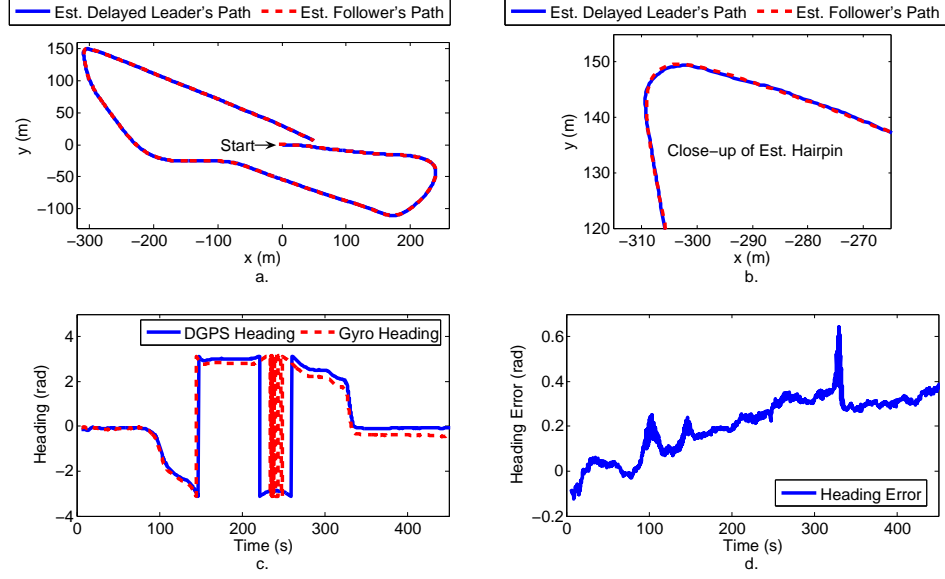 Est. Delayed Leader's Path Est. Follower's Path
150
100
50
0
−50
−100
y (m)
Start
−300 −200 −100 0 100 200
x (m)
a.
Est. Delayed Leader's Path Est. Follower's Path
150
140
130
120
y (m)
Close−up of Est. Hairpin
−310 −300 −290 −280 −270
x (m)
b.
4
2
0
−2
−4
Heading (rad)
DGPS Heading Gyro Heading
0 100 200 300 400
Time (s)
c.
0.6
0.4
0.2
0
−0.2
Heading Error (rad)
Heading Error
0 100 200 300 400
Time (s)
d.